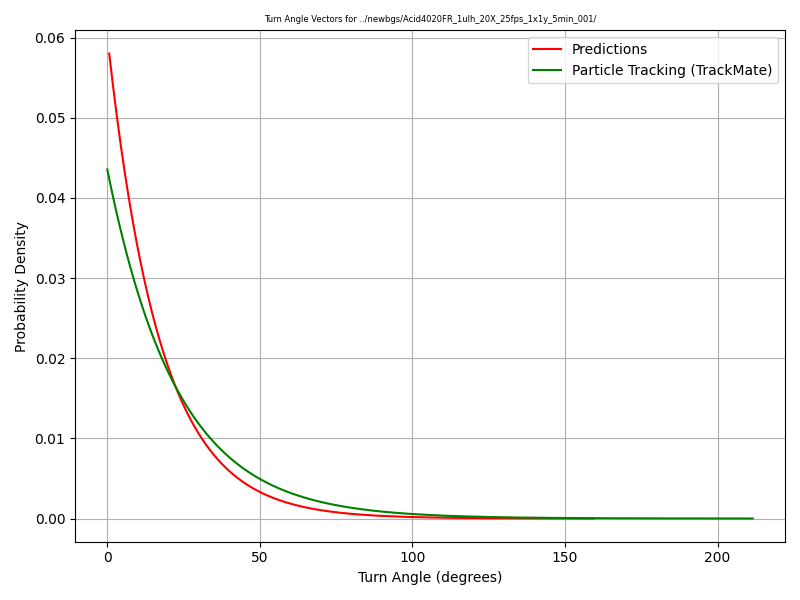 Turn Angle Vectors for ../newbgs/Acid4020FR_1ulh_20X_25fps_1x1y_5min_001/
Predictions
Particle Tracking (TrackMate)
Probability Density
0.06
0.05
0.04
0.03
0.02
0.01
0.00
0 50 100 150 200
Turn Angle (degrees)